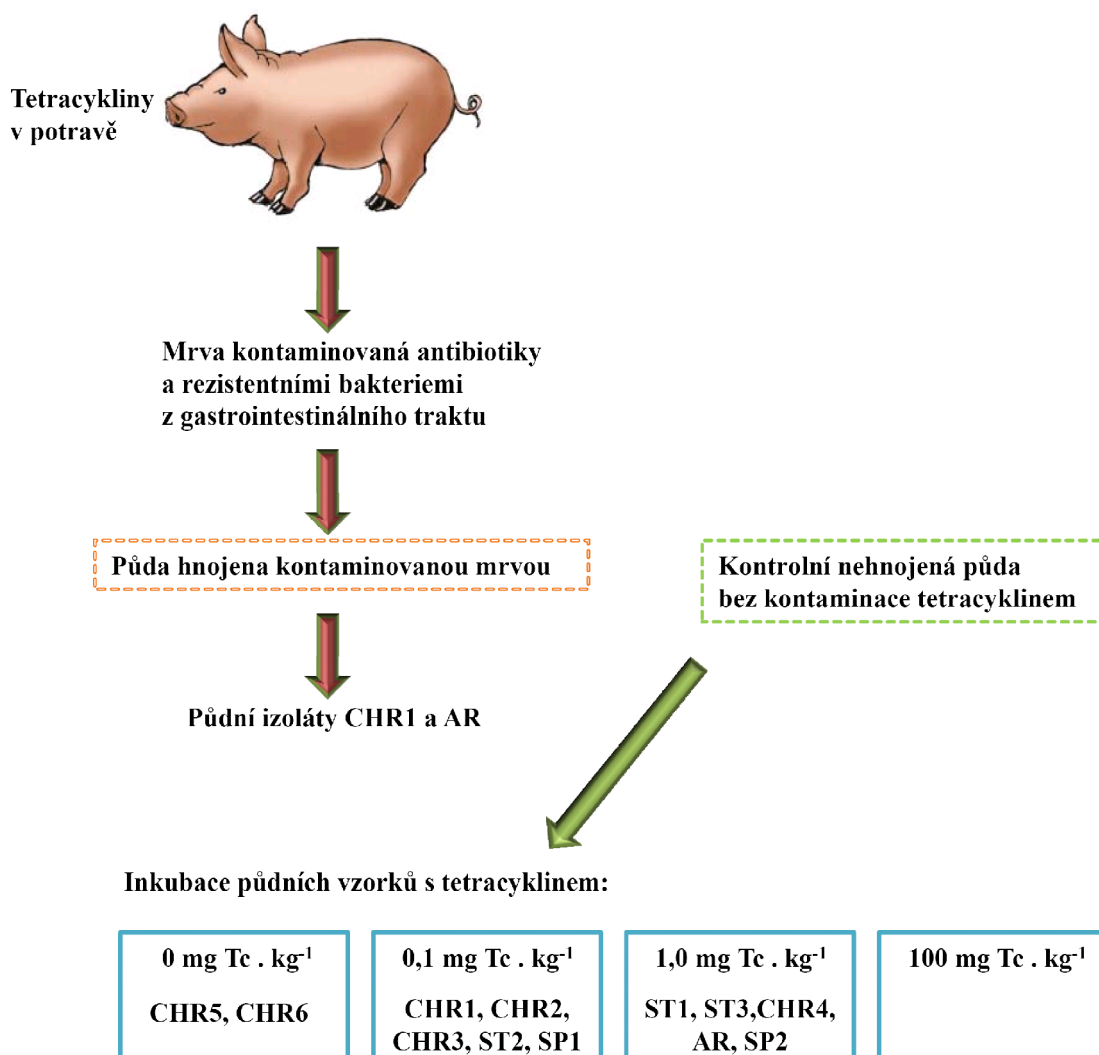 Tetracykliny
v potravě
Mrva kontaminovaná antibiotiky
a rezistentními bakteriemi
z gastrointestinálního traktu
Půda hnojena kontaminovanou mrvou
Kontrolní nehnojená půda
bez kontaminace tetracyklinem
Půdní izoláty CHR1 a AR
Inkubace půdních vzorků s tetracyklinem:
0 mg Tc . kg⁻¹
CHR5, CHR6
0,1 mg Tc . kg⁻¹
CHR1, CHR2,
CHR3, ST2, SP1
1,0 mg Tc . kg⁻¹
ST1, ST3,CHR4,
AR, SP2
100 mg Tc . kg⁻¹